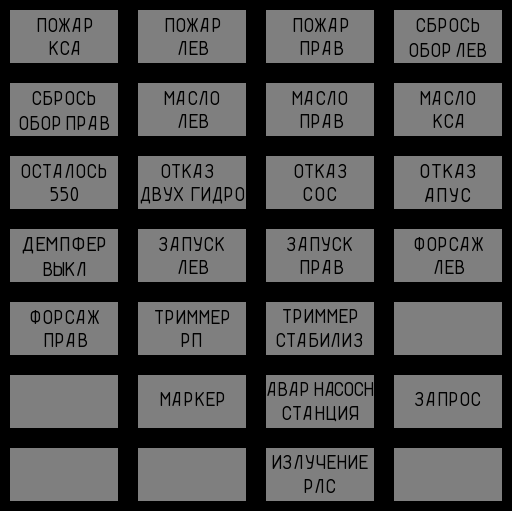 ПОЖАР
КСА
ПОЖАР
ЛЕВ
ПОЖАР
ПРАВ
СБРОСЬ
ОБОР ЛЕВ
СБРОСЬ
ОБОР ПРАВ
МАСЛО
ЛЕВ
МАСЛО
ПРАВ
МАСЛО
КСА
ОСТАЛОСЬ
550
ОТКАЗ
ДВУХ ГИДРО
ОТКАЗ
СОС
ОТКАЗ
АПУС
ДЕМПФЕР
ВЫКЛ
ЗАПУСК
ЛЕВ
ЗАПУСК
ПРАВ
ФОРСАЖ
ЛЕВ
ФОРСАЖ
ПРАВ
ТРИММЕР
РП
ТРИММЕР
СТАБИЛИЗ
МАРКЕР
АВАР НАСОСН
СТАНЦИЯ
ЗАПРОС
ИЗЛУЧЕНИЕ
РЛС